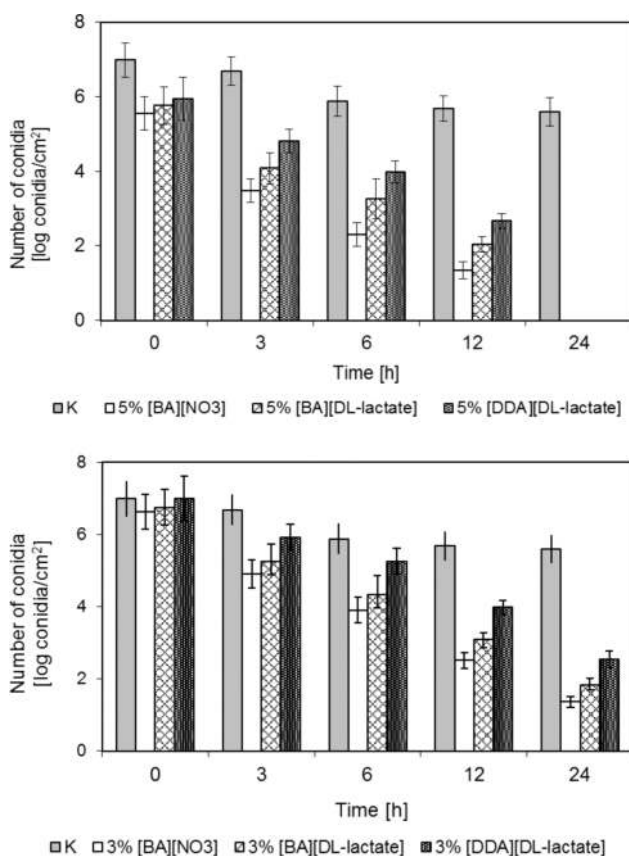 Number of conidia
[log conidia/cm²]
8
6
4
2
0
0 3 6 12 24
Time [h]
K 5% [BA][NO3] 5% [BA][DL-lactate] 5% [DDA][DL-lactate]
Number of conidia
[log conidia/cm²]
8
6
4
2
0
0 3 6 12 24
Time [h]
K 3% [BA][NO3] 3% [BA][DL-lactate] 3% [DDA][DL-lactate]